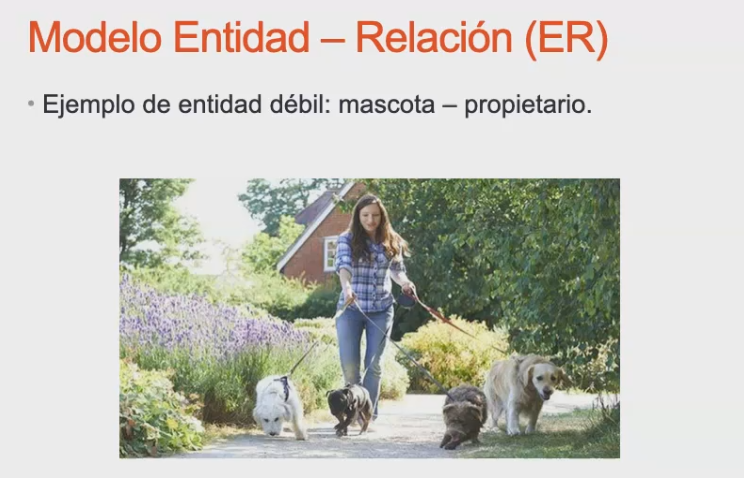 Modelo Entidad – Relación (ER)
• Ejemplo de entidad débil: mascota – propietario.